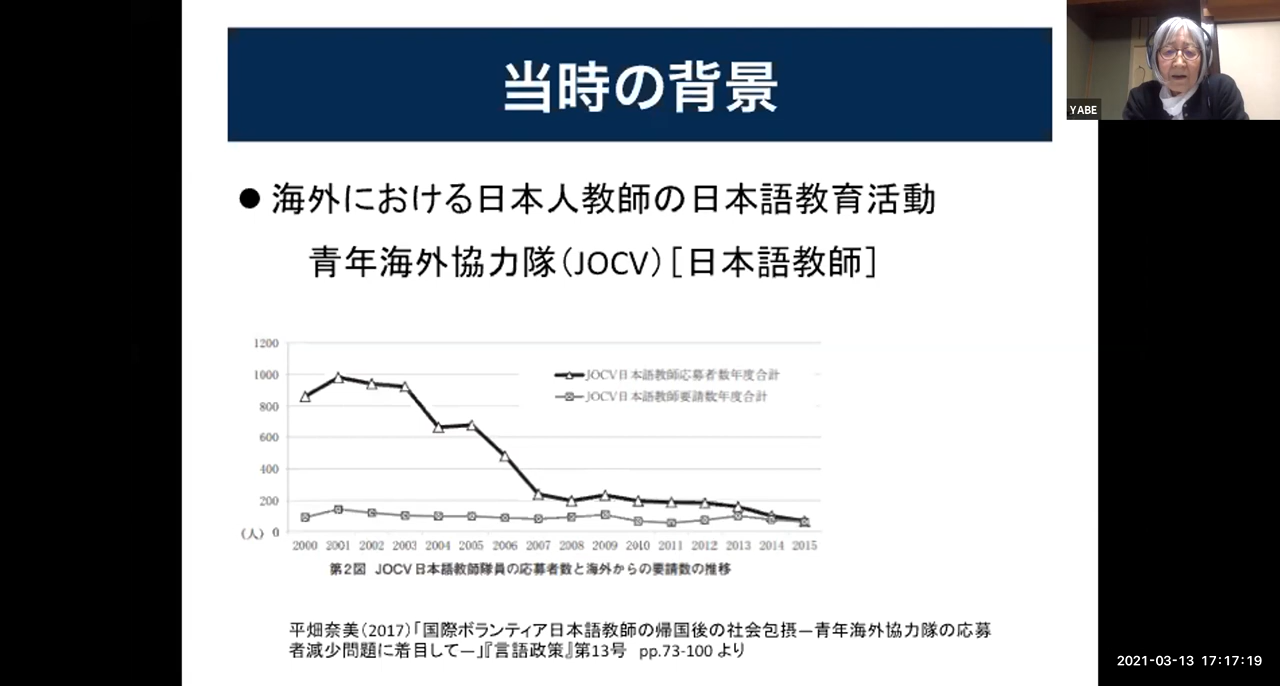 当時の背景
YABE
● 海外における日本人教師の日本語教育活動
青年海外協力隊（JOCV）［日本語教師］
1200
1000
800
600
400
200
（人） 0
JOCV日本語教師応募者数年度合計
JOCV日本語教師要請数年度合計
2000 2001 2002 2003 2004 2005 2006 2007 2008 2009 2010 2011 2012 2013 2014 2015
第2図 JOCV日本語教師隊員の応募者数と海外からの要請数の推移
平畑奈美（2017）「国際ボランティア日本語教師の帰国後の社会包摂―青年海外協力隊の応募
者減少問題に着目して―」『言語政策』第13号 pp.73-100 より
2021-03-13 17:17:19